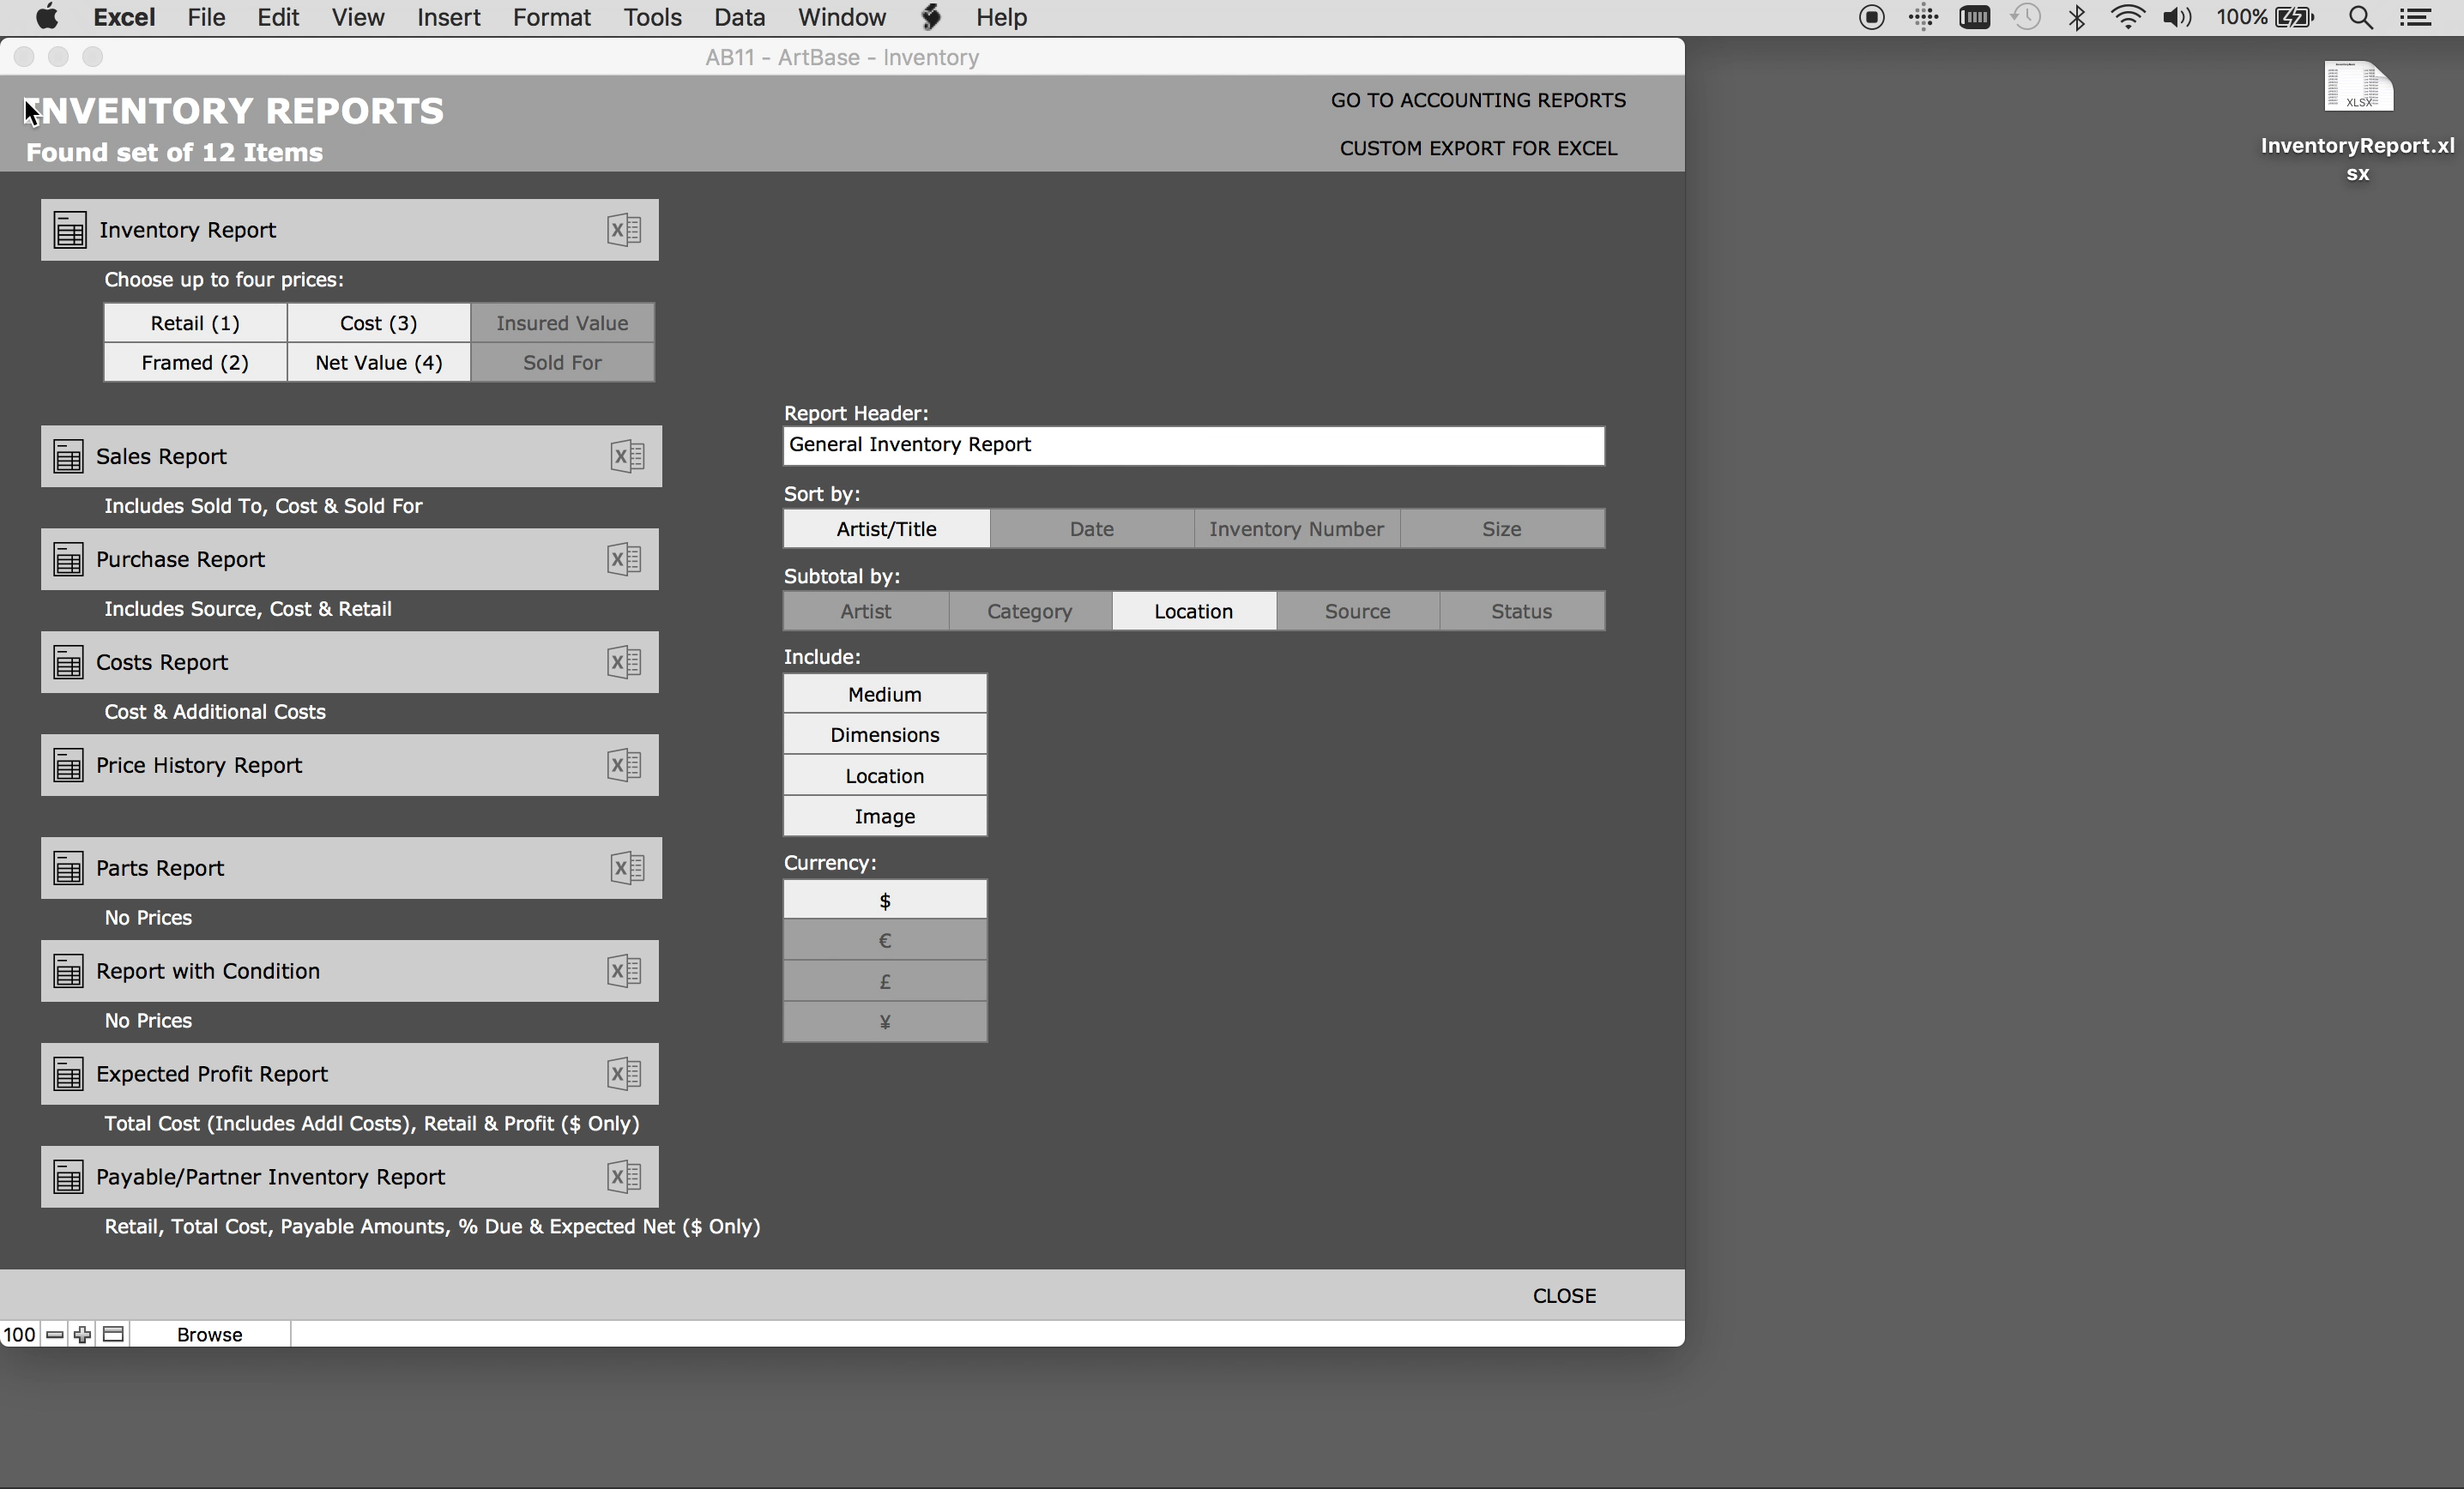 Excel File Edit View Insert Format Tools Data Window Help 100%
AB11 - ArtBase - Inventory
INVENTORY REPORTS
Found set of 12 Items
GO TO ACCOUNTING REPORTS
CUSTOM EXPORT FOR EXCEL
XLSX
InventoryReport.xl
sx
Inventory Report
Choose up to four prices:
Retail (1) Cost (3) Insured Value
Framed (2) Net Value (4) Sold For
Sales Report
Includes Sold To, Cost & Sold For
Purchase Report
Includes Source, Cost & Retail
Costs Report
Cost & Additional Costs
Price History Report
Parts Report
No Prices
Report with Condition
No Prices
Expected Profit Report
Total Cost (Includes Addl Costs), Retail & Profit ($ Only)
Payable/Partner Inventory Report
Retail, Total Cost, Payable Amounts, % Due & Expected Net ($ Only)
Report Header:
General Inventory Report
Sort by:
Artist/Title Date Inventory Number Size
Subtotal by:
Artist Category Location Source Status
Include:
Medium
Dimensions
Location
Image
Currency:
$
€
£
¥
CLOSE
100 Browse